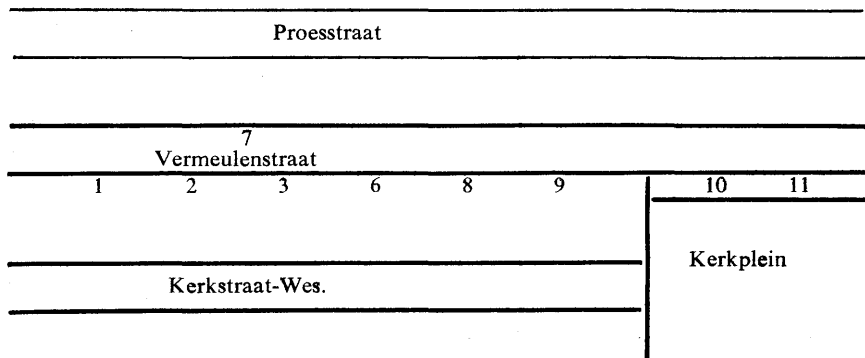 Proesstraat
7
Vermeulenstraat
1 2 3 6 8 9 10 11
Kerkplein
Kerkstraat-Wes.